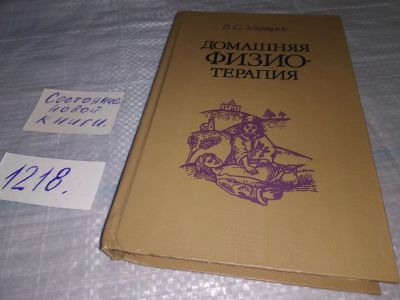 В.С. Улащик
ДОМАШНЯЯ
ФИЗИО-
ТЕРАПИЯ
Состояние
новой
книги.
1218.